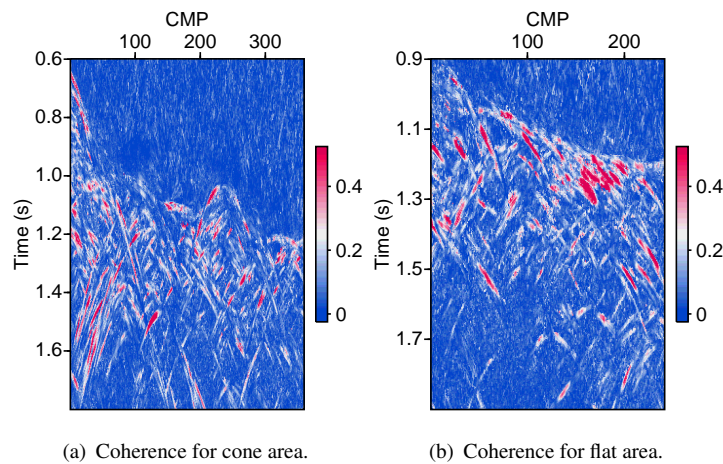 CMP
100 200 300
0.6
0.8
1.0
1.2
1.4
1.6
Time (s)
0.4
0.2
0
(a) Coherence for cone area.
CMP
100 200
0.9
1.1
1.3
1.5
1.7
Time (s)
0.4
0.2
0
(b) Coherence for flat area.